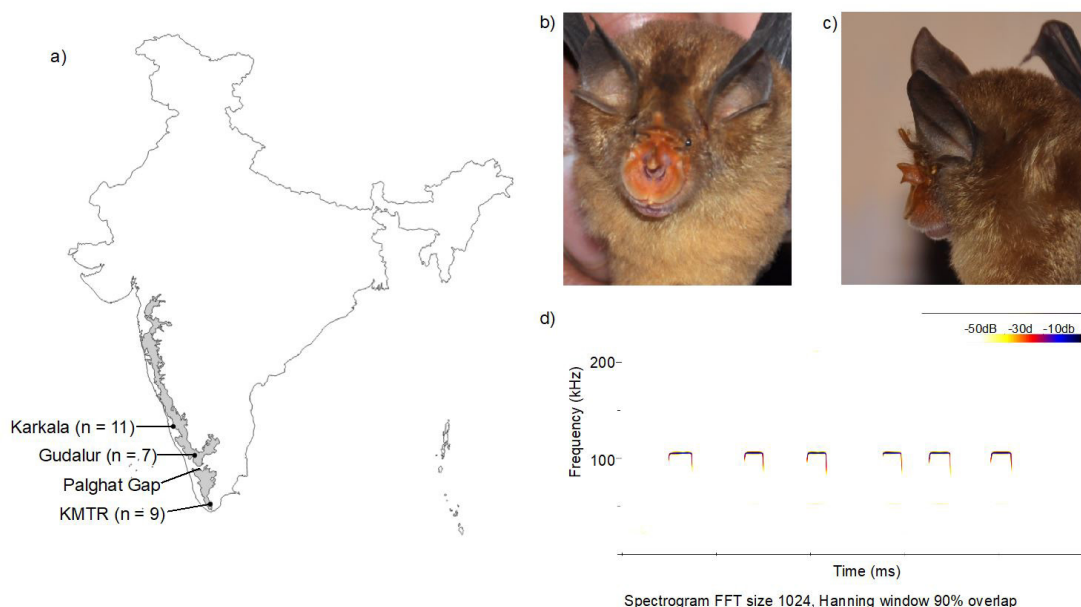 a)
Karkala (n = 11)
Gudalur (n = 7)
Palghat Gap
KMTR (n = 9)
b)
c)
d)
-50dB -30d -10db
200
100
Frequency (kHz)
Time (ms)
Spectrogram FFT size 1024, Hanning window 90% overlap